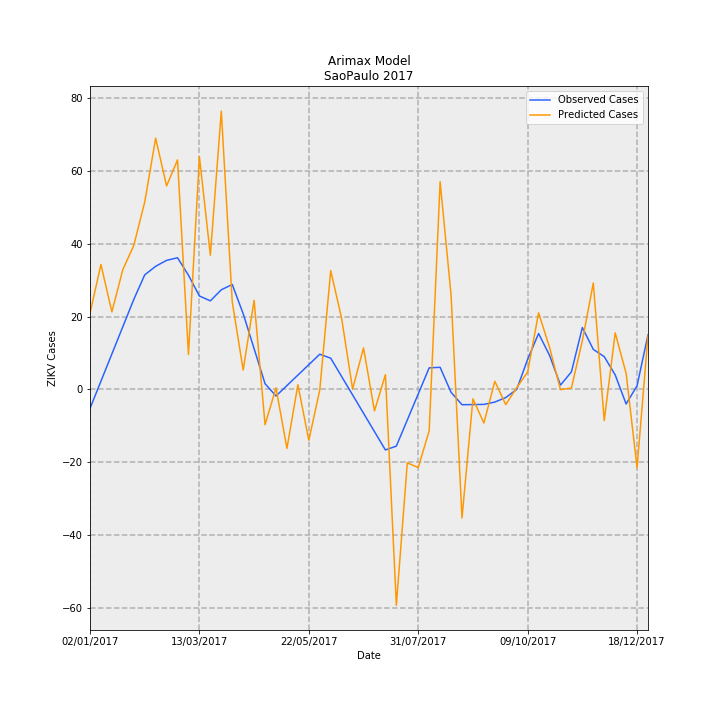 Arimax Model
SaoPaulo 2017
Observed Cases
Predicted Cases
ZIKV Cases
80
60
40
20
0
−20
−40
−60
02/01/2017 13/03/2017 22/05/2017 31/07/2017 09/10/2017 18/12/2017
Date